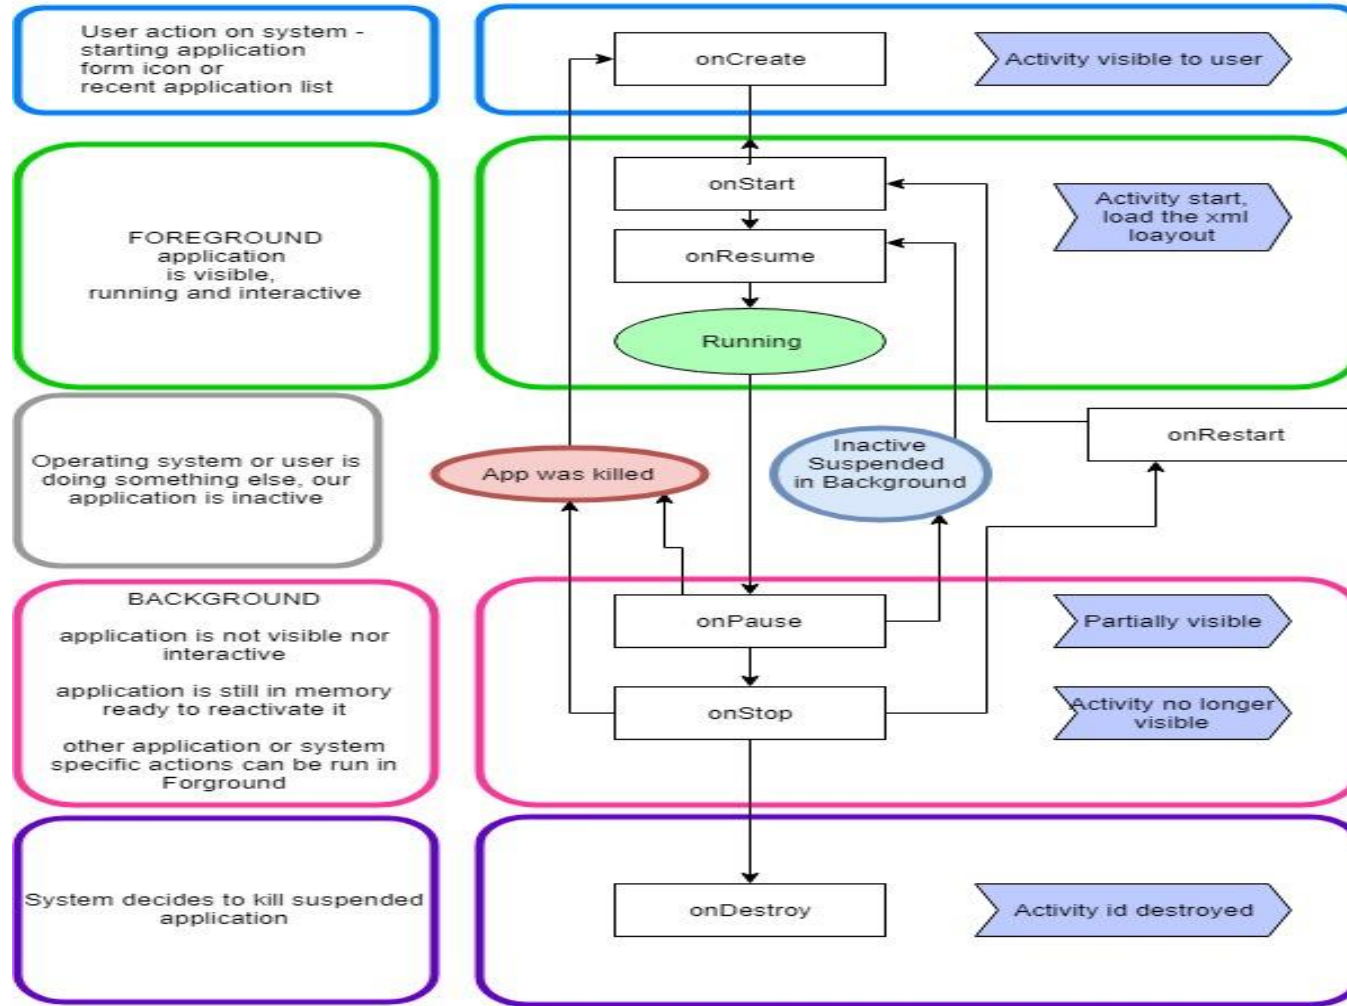 User action on system -
starting application
form icon or
recent application list
onCreate
Activity visible to user
FOREGROUND
application
is visible,
running and interactive
onStart
Activity start,
load the xml
loayout
onResume
Running
Operating system or user is
doing something else, our
application is inactive
App was killed
Inactive
Suspended
in Background
onRestart
BACKGROUND
application is not visible nor
interactive
application is still in memory
ready to reactivate it
other application or system
specific actions can be run in
Forground
onPause
Partially visible
onStop
Activity no longer
visible
System decides to kill suspended
application
onDestroy
Activity id destroyed